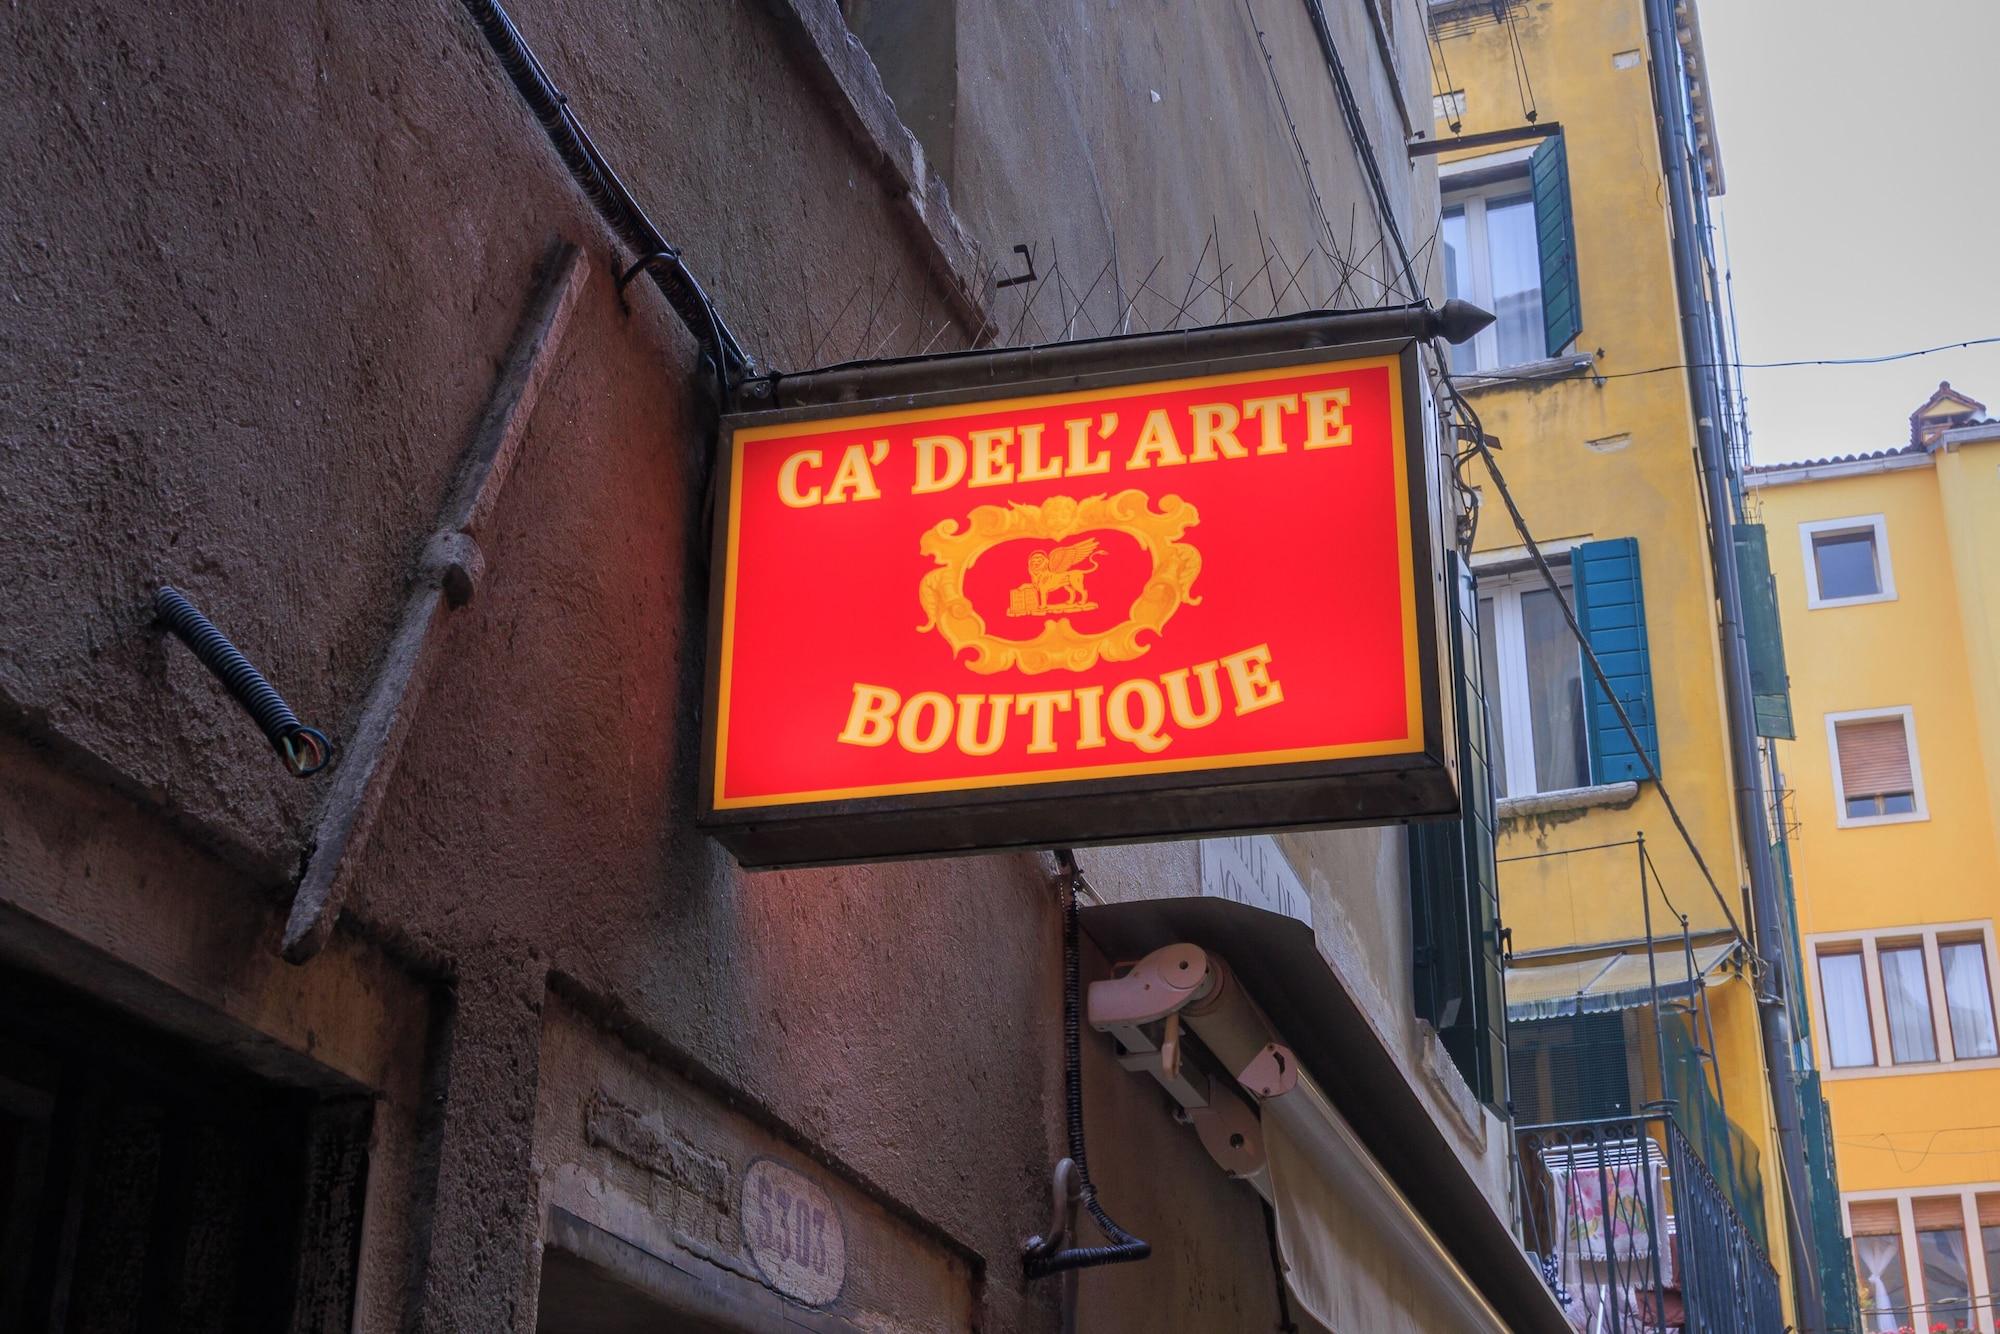 CA' DELL'ARTE
BOUTIQUE
5303